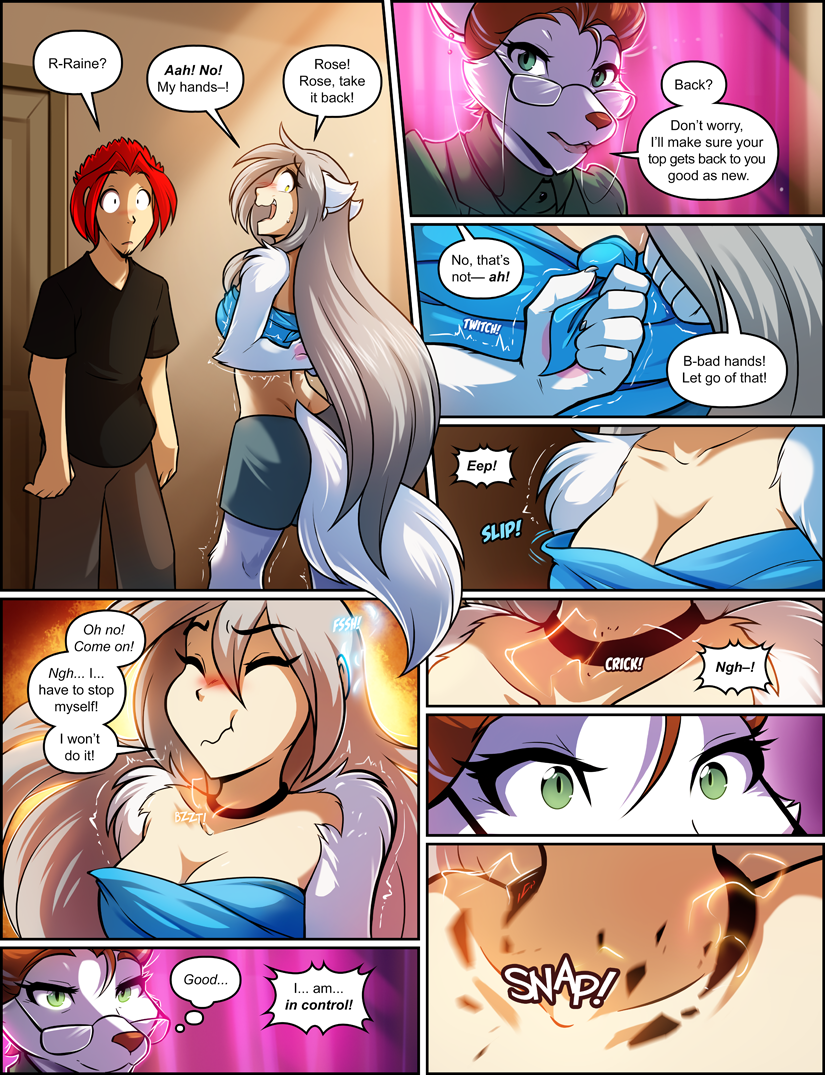 R-Raine?
Aah! No!
My hands–!
Rose!
Rose, take
it back!
Back?
Don't worry,
I'll make sure your
top gets back to you
good as new.
No, that's
not— ah!
TWITCH!
B-bad hands!
Let go of that!
Eep!
SLIP!
Oh no!
Come on!
Ngh... I...
have to stop
myself!
I won't
do it!
FSSH!
BZZT!
CRICK!
Ngh–!
SNAP!
Good...
I... am...
in control!